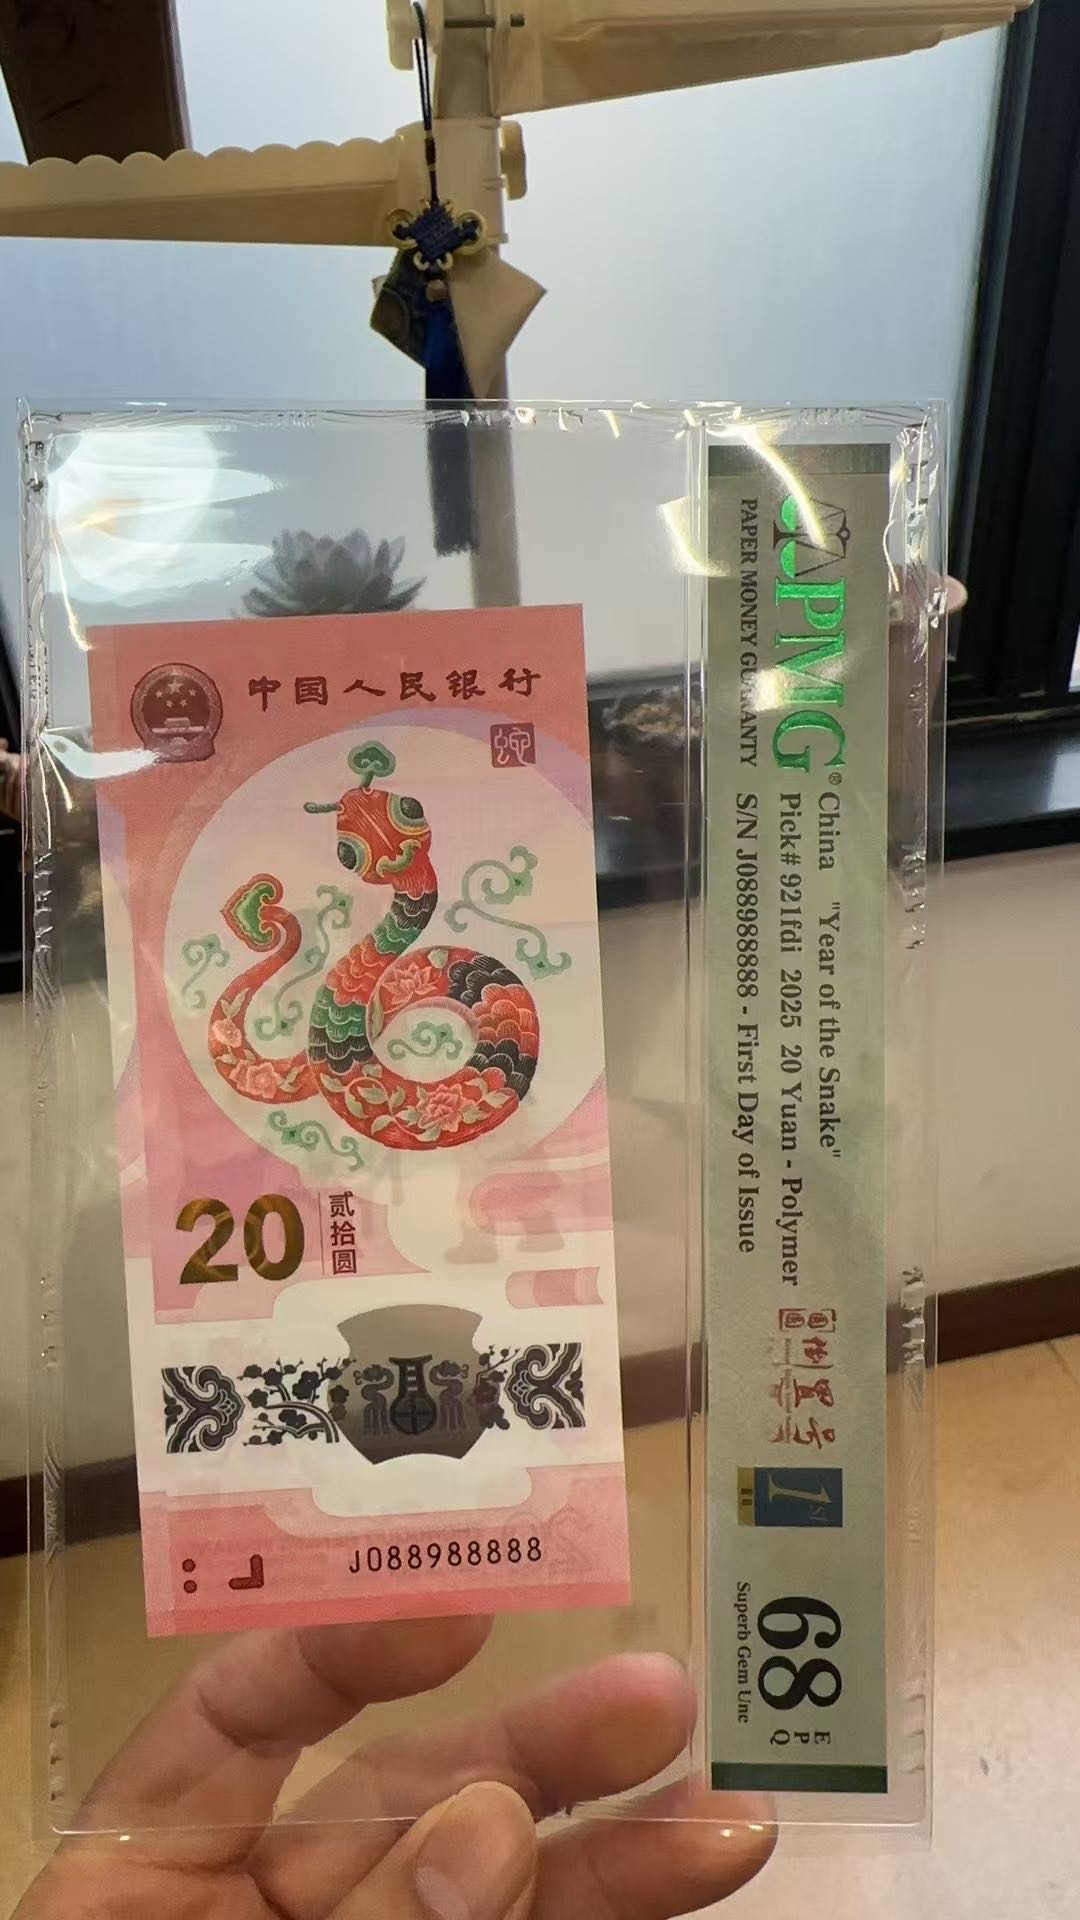 中国人民银行
蛇
20
贰拾圆
J088988888
PMG®
PAPER MONEY GUARANTY
China "Year of the Snake"
Pick# 921fdi 2025 20 Yuan - Polymer
S/N J088988888 - First Day of Issue
1ST
68 EPQ
Superb Gem Unc